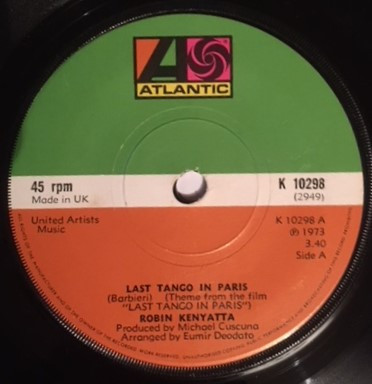 ATLANTIC
45 rpm
Made in UK
K 10298
(2949)
United Artists
Music
K 10298 A
℗ 1973
3.40
Side A
LAST TANGO IN PARIS
(Barbieri) (Theme from the film
"LAST TANGO IN PARIS")
ROBIN KENYATTA
Produced by Michael Cuscuna
Arranged by Eumir Deodato